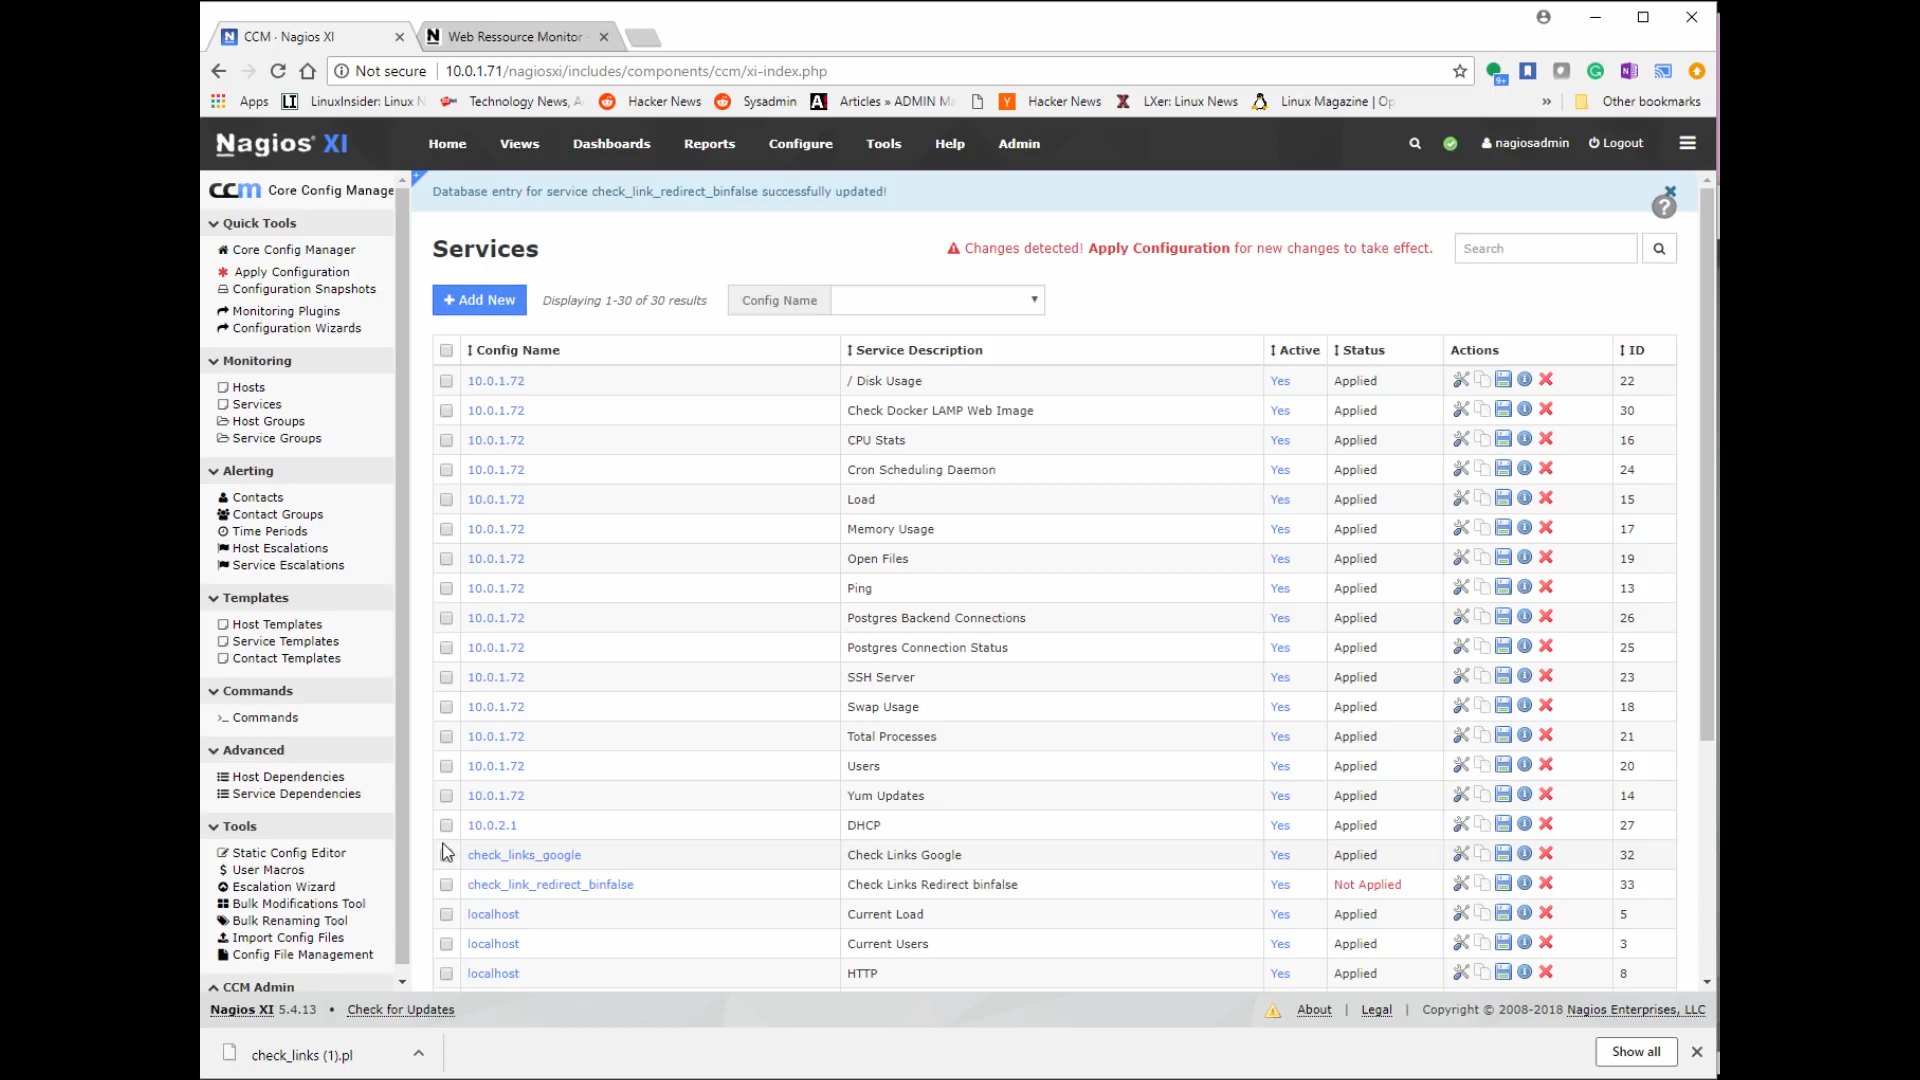 CCM - Nagios XI
Web Ressource Monitor
Not secure
10.0.1.71/nagiosxi/includes/components/ccm/xi-index.php
9+
Apps
LinuxInsider: Linux N
Technology News, A
Hacker News
Sysadmin
Articles » ADMIN Ma
Hacker News
LXer: Linux News
Linux Magazine | Op
»
Other bookmarks
Nagios XI
Home
Views
Dashboards
Reports
Configure
Tools
Help
Admin
nagiosadmin
Logout
ccm Core Config Manage
Quick Tools
Core Config Manager
Apply Configuration
Configuration Snapshots
Monitoring Plugins
Configuration Wizards
Monitoring
Hosts
Services
Host Groups
Service Groups
Alerting
Contacts
Contact Groups
Time Periods
Host Escalations
Service Escalations
Templates
Host Templates
Service Templates
Contact Templates
Commands
>_ Commands
Advanced
Host Dependencies
Service Dependencies
Tools
Static Config Editor
$ User Macros
Escalation Wizard
Bulk Modifications Tool
Bulk Renaming Tool
Import Config Files
Config File Management
CCM Admin
Database entry for service check_link_redirect_binfalse successfully updated!
?
Services
Changes detected! Apply Configuration for new changes to take effect.
Search
+ Add New
Displaying 1-30 of 30 results
Config Name
Config Name Service Description Active Status Actions ID
10.0.1.72 / Disk Usage Yes Applied 22
10.0.1.72 Check Docker LAMP Web Image Yes Applied 30
10.0.1.72 CPU Stats Yes Applied 16
10.0.1.72 Cron Scheduling Daemon Yes Applied 24
10.0.1.72 Load Yes Applied 15
10.0.1.72 Memory Usage Yes Applied 17
10.0.1.72 Open Files Yes Applied 19
10.0.1.72 Ping Yes Applied 13
10.0.1.72 Postgres Backend Connections Yes Applied 26
10.0.1.72 Postgres Connection Status Yes Applied 25
10.0.1.72 SSH Server Yes Applied 23
10.0.1.72 Swap Usage Yes Applied 18
10.0.1.72 Total Processes Yes Applied 21
10.0.1.72 Users Yes Applied 20
10.0.1.72 Yum Updates Yes Applied 14
10.0.2.1 DHCP Yes Applied 27
check_links_google Check Links Google Yes Applied 32
check_link_redirect_binfalse Check Links Redirect binfalse Yes Not Applied 33
localhost Current Load Yes Applied 5
localhost Current Users Yes Applied 3
localhost HTTP Yes Applied 8
Nagios XI 5.4.13 • Check for Updates
About | Legal | Copyright © 2008-2018 Nagios Enterprises, LLC
check_links (1).pl
Show all